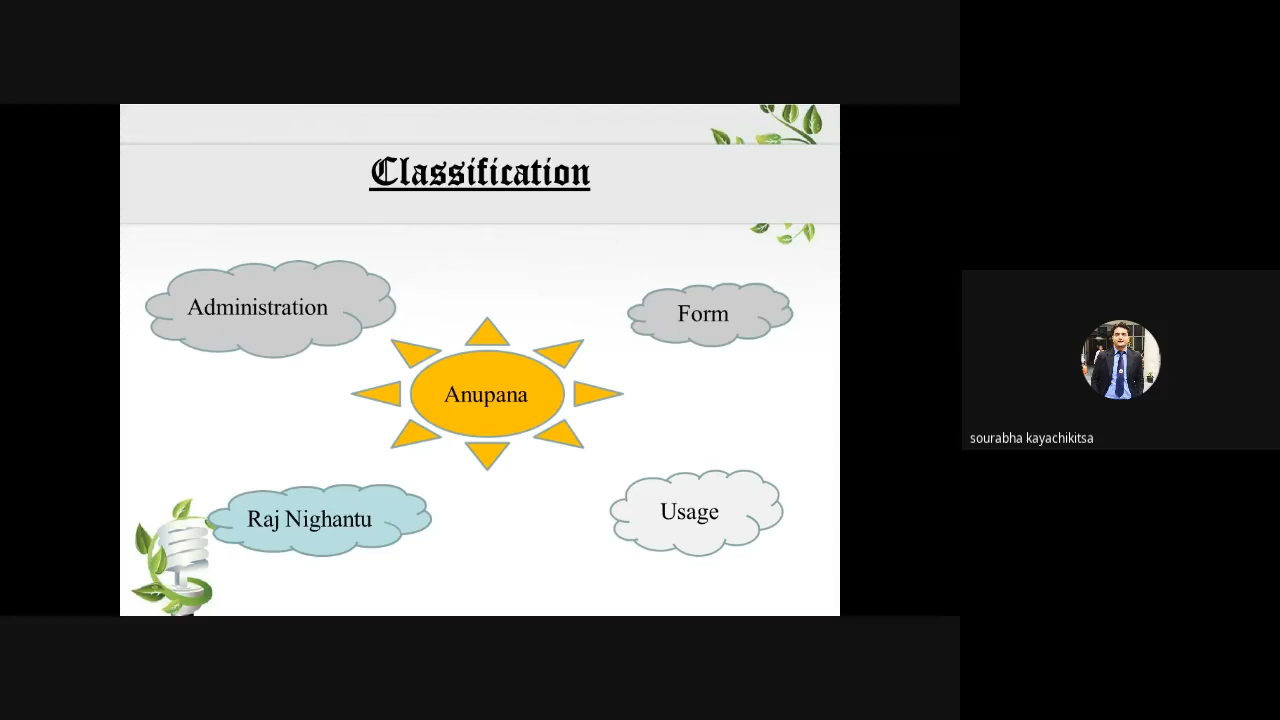 Classification
Administration
Form
Anupana
Raj Nighantu
Usage
sourabha kayachikitsa